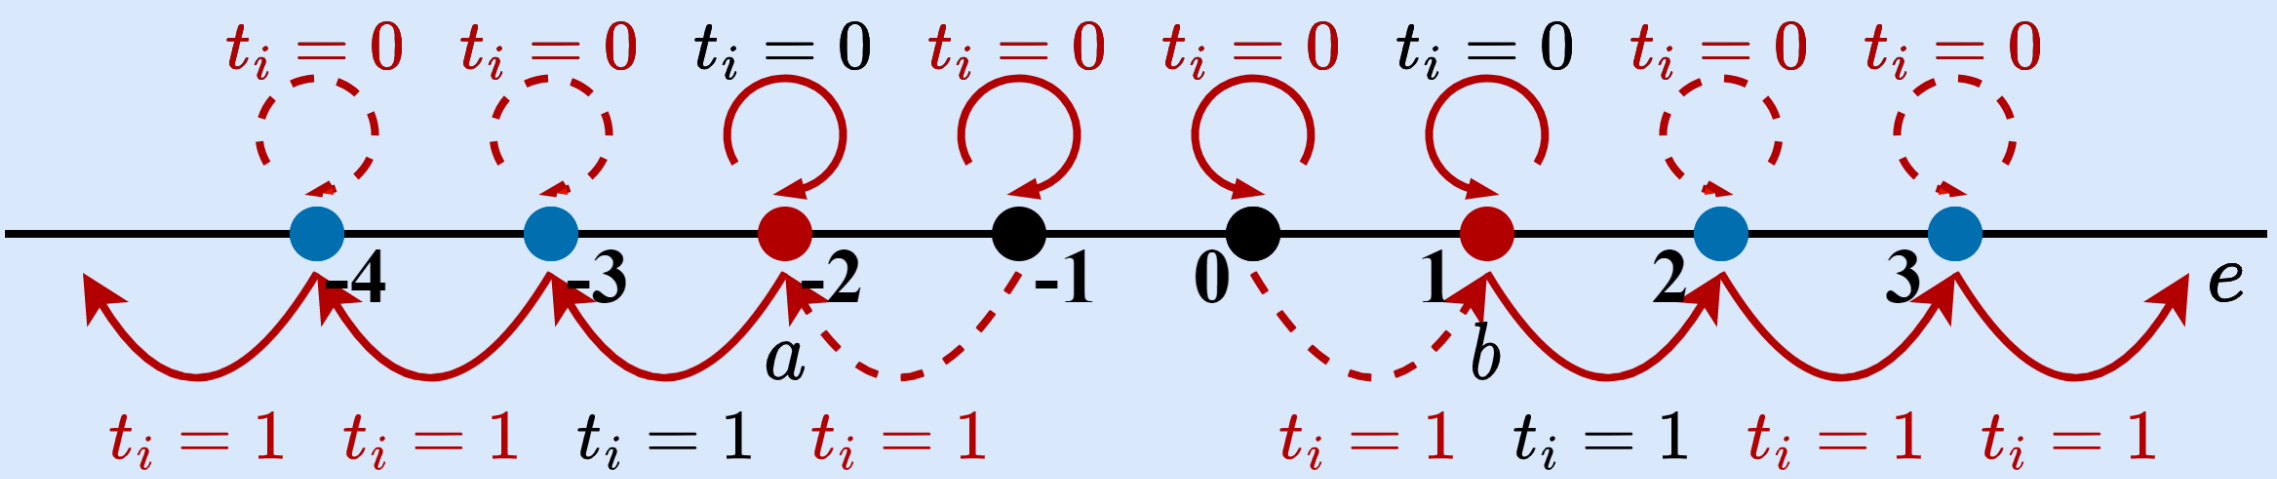 t_i = 0 t_i = 0 t_i = 0 t_i = 0 t_i = 0 t_i = 0 t_i = 0 t_i = 0
-4 -3 -2 -1 0 1 2 3 e
a b
t_i = 1 t_i = 1 t_i = 1 t_i = 1 t_i = 1 t_i = 1 t_i = 1 t_i = 1